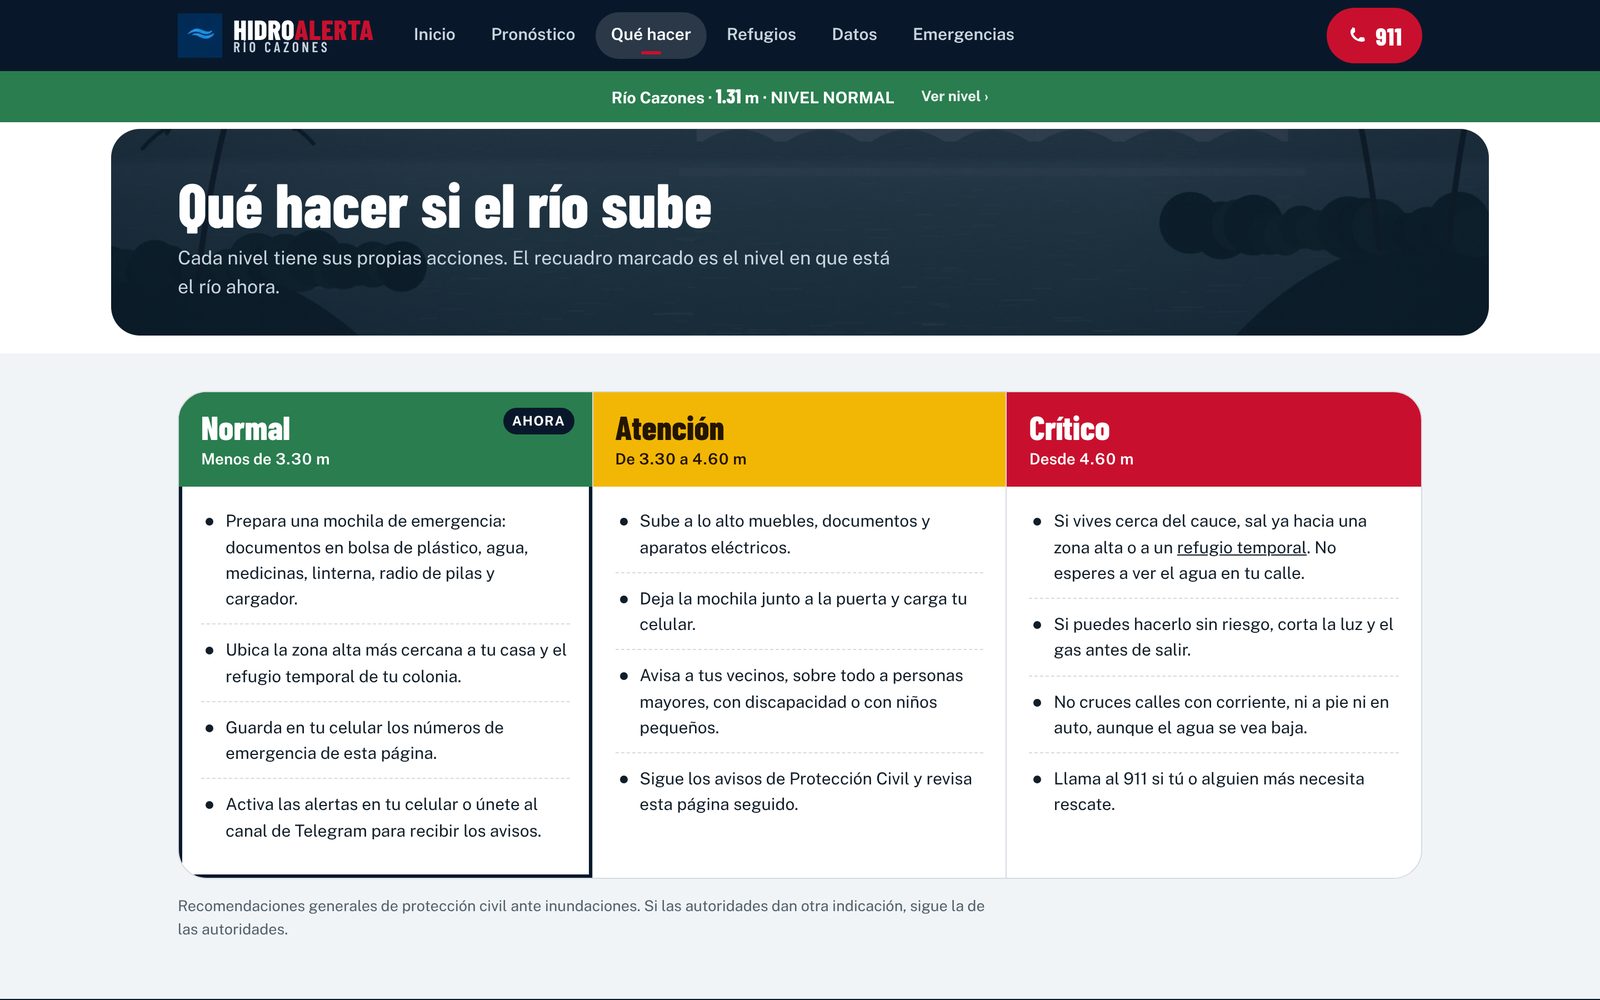 HIDROALERTA
RÍO CAZONES
Inicio
Pronóstico
Qué hacer
Refugios
Datos
Emergencias
911
Río Cazones · 1.31 m · NIVEL NORMAL
Ver nivel ›
Qué hacer si el río sube
Cada nivel tiene sus propias acciones. El recuadro marcado es el nivel en que está
el río ahora.
Normal
AHORA
Menos de 3.30 m
Prepara una mochila de emergencia:
documentos en bolsa de plástico, agua,
medicinas, linterna, radio de pilas y
cargador.
Ubica la zona alta más cercana a tu casa y el
refugio temporal de tu colonia.
Guarda en tu celular los números de
emergencia de esta página.
Activa las alertas en tu celular o únete al
canal de Telegram para recibir los avisos.
Atención
De 3.30 a 4.60 m
Sube a lo alto muebles, documentos y
aparatos eléctricos.
Deja la mochila junto a la puerta y carga tu
celular.
Avisa a tus vecinos, sobre todo a personas
mayores, con discapacidad o con niños
pequeños.
Sigue los avisos de Protección Civil y revisa
esta página seguido.
Crítico
Desde 4.60 m
Si vives cerca del cauce, sal ya hacia una
zona alta o a un refugio temporal. No
esperes a ver el agua en tu calle.
Si puedes hacerlo sin riesgo, corta la luz y el
gas antes de salir.
No cruces calles con corriente, ni a pie ni en
auto, aunque el agua se vea baja.
Llama al 911 si tú o alguien más necesita
rescate.
Recomendaciones generales de protección civil ante inundaciones. Si las autoridades dan otra indicación, sigue la de
las autoridades.